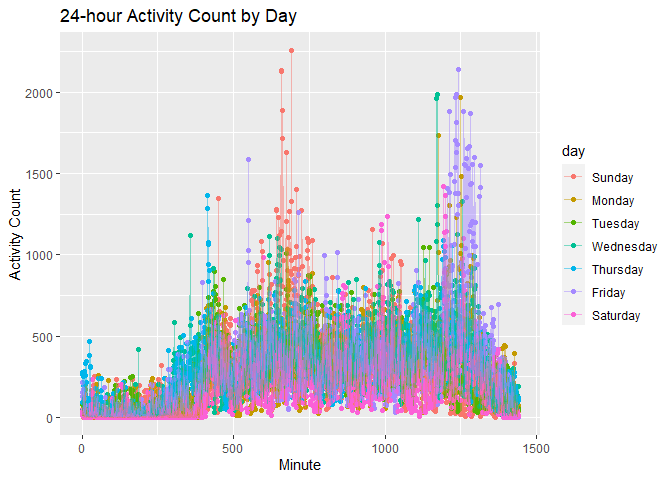 24-hour Activity Count by Day
Activity Count
2000
1500
1000
500
0
0 500 1000 1500
Minute
day
Sunday
Monday
Tuesday
Wednesday
Thursday
Friday
Saturday